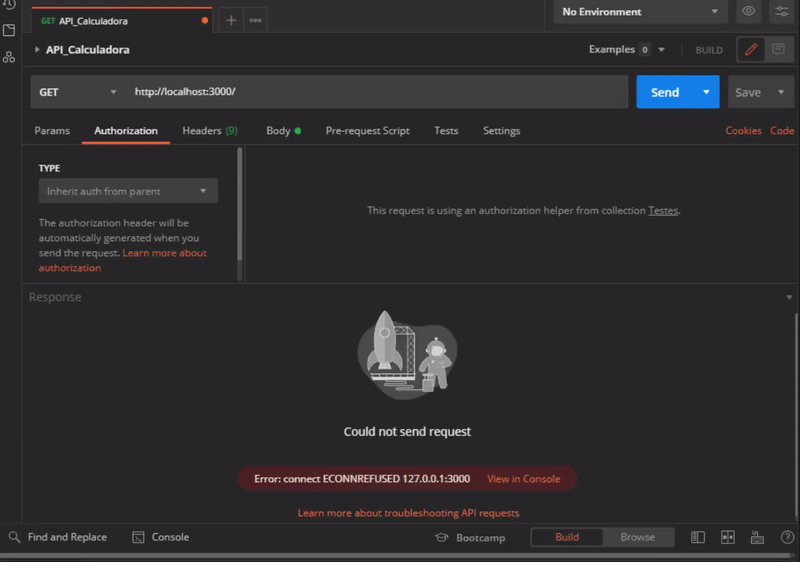 GET API_Calculadora
No Environment
API_Calculadora
Examples 0
BUILD
GET
http://localhost:3000/
Send
Save
Params
Authorization
Headers (9)
Body
Pre-request Script
Tests
Settings
Cookies
Code
TYPE
Inherit auth from parent
The authorization header will be
automatically generated when you
send the request. Learn more about
authorization
This request is using an authorization helper from collection Testes.
Response
Could not send request
Error: connect ECONNREFUSED 127.0.0.1:3000
View in Console
Learn more about troubleshooting API requests
Find and Replace
Console
Bootcamp
Build
Browse